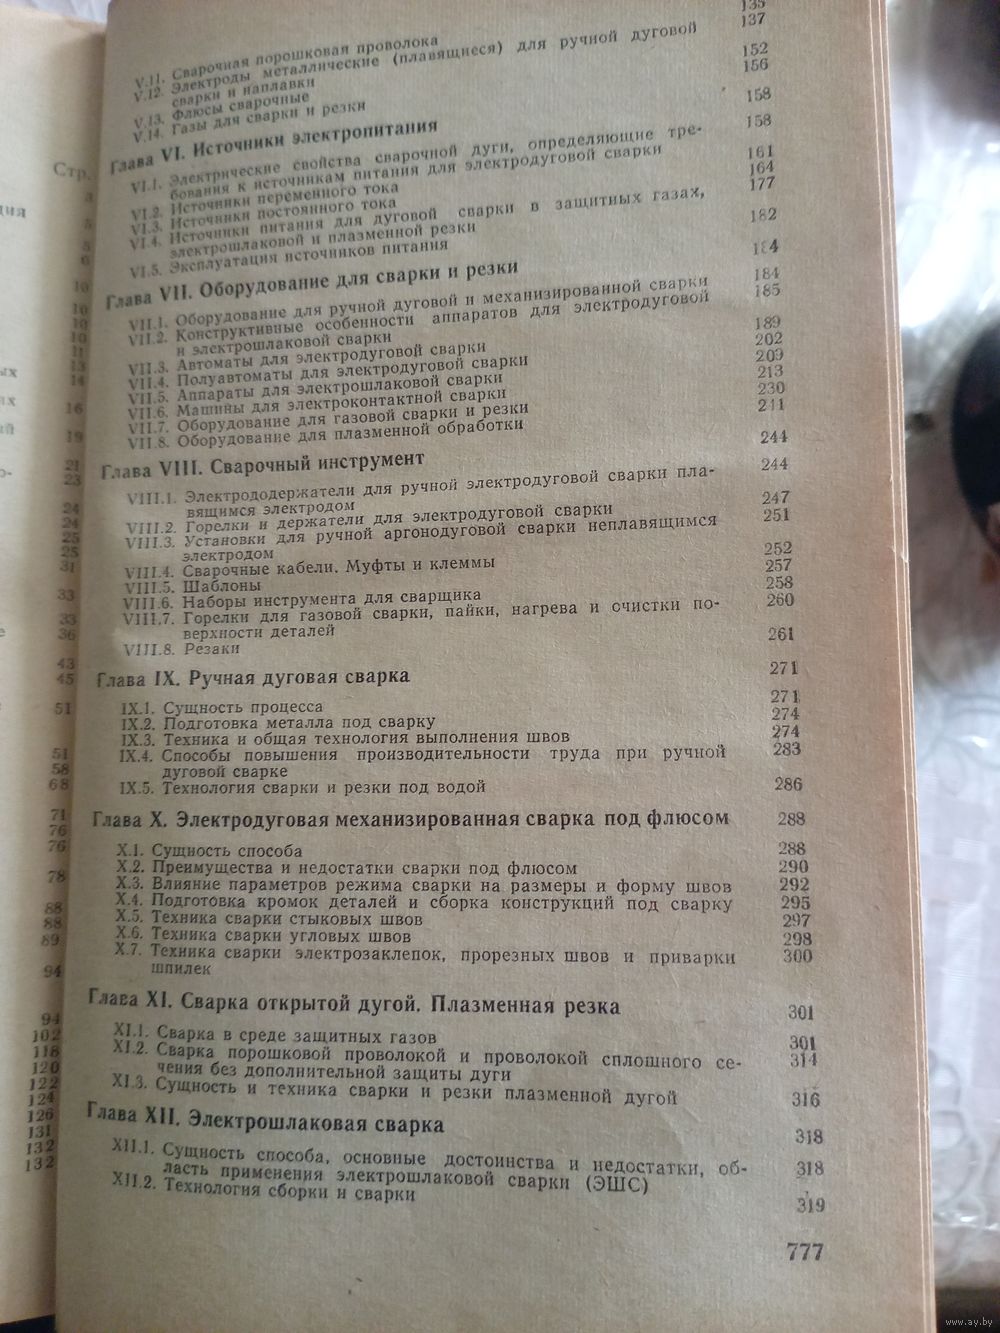 135
V.11. Сварочная порошковая проволока 137
V.12. Электроды металлические (плавящиеся) для ручной дуговой
сварки и наплавки 152
V.13. Флюсы сварочные 156
V.14. Газы для сварки и резки
Глава VI. Источники электропитания 158
VI.1. Электрические свойства сварочной дуги, определяющие тре- 158
бования к источникам питания для электродуговой сварки
VI.2. Источники переменного тока 161
VI.3. Источники постоянного тока 164
VI.4. Источники питания для дуговой сварки в защитных газах, 177
электрошлаковой и плазменной резки
VI.5. Эксплуатация источников питания 182
Глава VII. Оборудование для сварки и резки 184
VII.1. Оборудование для ручной дуговой и механизированной сварки 184
VII.2. Конструктивные особенности аппаратов для электродуговой 185
и электрошлаковой сварки
VII.3. Автоматы для электродуговой сварки 189
VII.4. Полуавтоматы для электродуговой сварки 202
VII.5. Аппараты для электрошлаковой сварки 209
VII.6. Машины для электроконтактной сварки 213
VII.7. Оборудование для газовой сварки и резки 230
VII.8. Оборудование для плазменной обработки 241
Глава VIII. Сварочный инструмент 244
VIII.1. Электрододержатели для ручной электродуговой сварки пла- 244
вящимся электродом
VIII.2. Горелки и держатели для электродуговой сварки 247
VIII.3. Установки для ручной аргонодуговой сварки неплавящимся 251
электродом
VIII.4. Сварочные кабели. Муфты и клеммы 252
VIII.5. Шаблоны 257
VIII.6. Наборы инструмента для сварщика 258
VIII.7. Горелки для газовой сварки, пайки, нагрева и очистки по- 260
верхности деталей
VIII.8. Резаки 261
Глава IX. Ручная дуговая сварка 271
IX.1. Сущность процесса 271
IX.2. Подготовка металла под сварку 274
IX.3. Техника и общая технология выполнения швов 274
IX.4. Способы повышения производительности труда при ручной 283
дуговой сварке
IX.5. Технология сварки и резки под водой 286
Глава X. Электродуговая механизированная сварка под флюсом 288
X.1. Сущность способа 288
X.2. Преимущества и недостатки сварки под флюсом 290
X.3. Влияние параметров режима сварки на размеры и форму швов 292
X.4. Подготовка кромок деталей и сборка конструкций под сварку 295
X.5. Техника сварки стыковых швов 297
X.6. Техника сварки угловых швов 298
X.7. Техника сварки электрозаклепок, прорезных швов и приварки 300
шпилек
Глава XI. Сварка открытой дугой. Плазменная резка 301
XI.1. Сварка в среде защитных газов 301
XI.2. Сварка порошковой проволокой и проволокой сплошного се- 314
чения без дополнительной защиты дуги
XI.3. Сущность и техника сварки и резки плазменной дугой 316
Глава XII. Электрошлаковая сварка 318
XII.1. Сущность способа, основные достоинства и недостатки, об- 318
ласть применения электрошлаковой сварки (ЭШС)
XII.2. Технология сборки и сварки 319
777
www.ay.by